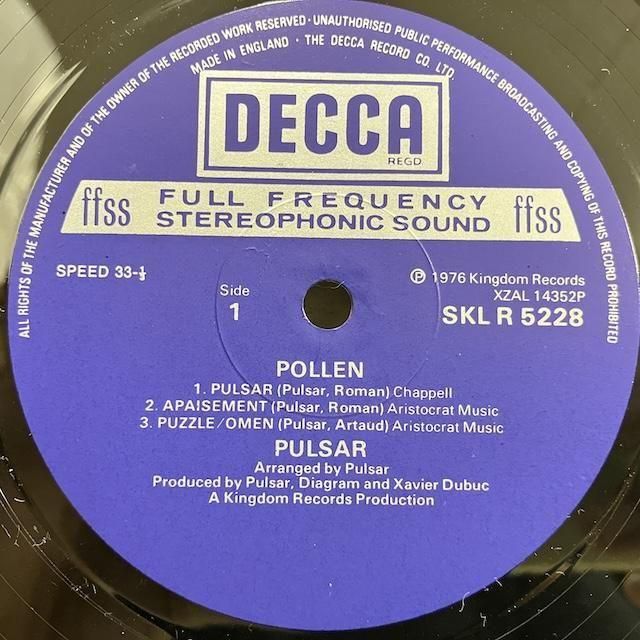 ALL RIGHTS OF THE MANUFACTURER AND OF THE OWNER OF THE RECORDED WORK RESERVED · UNAUTHORISED PUBLIC PERFORMANCE BROADCASTING AND COPYING OF THIS RECORD PROHIBITED
MADE IN ENGLAND · THE DECCA RECORD CO. LTD.
DECCA
REGD.
ffss FULL FREQUENCY ffss
STEREOPHONIC SOUND
SPEED 33-⅓
Side
1
℗ 1976 Kingdom Records
XZAL 14352P
SKL R 5228
POLLEN
1. PULSAR (Pulsar, Roman) Chappell
2. APAISEMENT (Pulsar, Roman) Aristocrat Music
3. PUZZLE/OMEN (Pulsar, Artaud) Aristocrat Music
PULSAR
Arranged by Pulsar
Produced by Pulsar, Diagram and Xavier Dubuc
A Kingdom Records Production